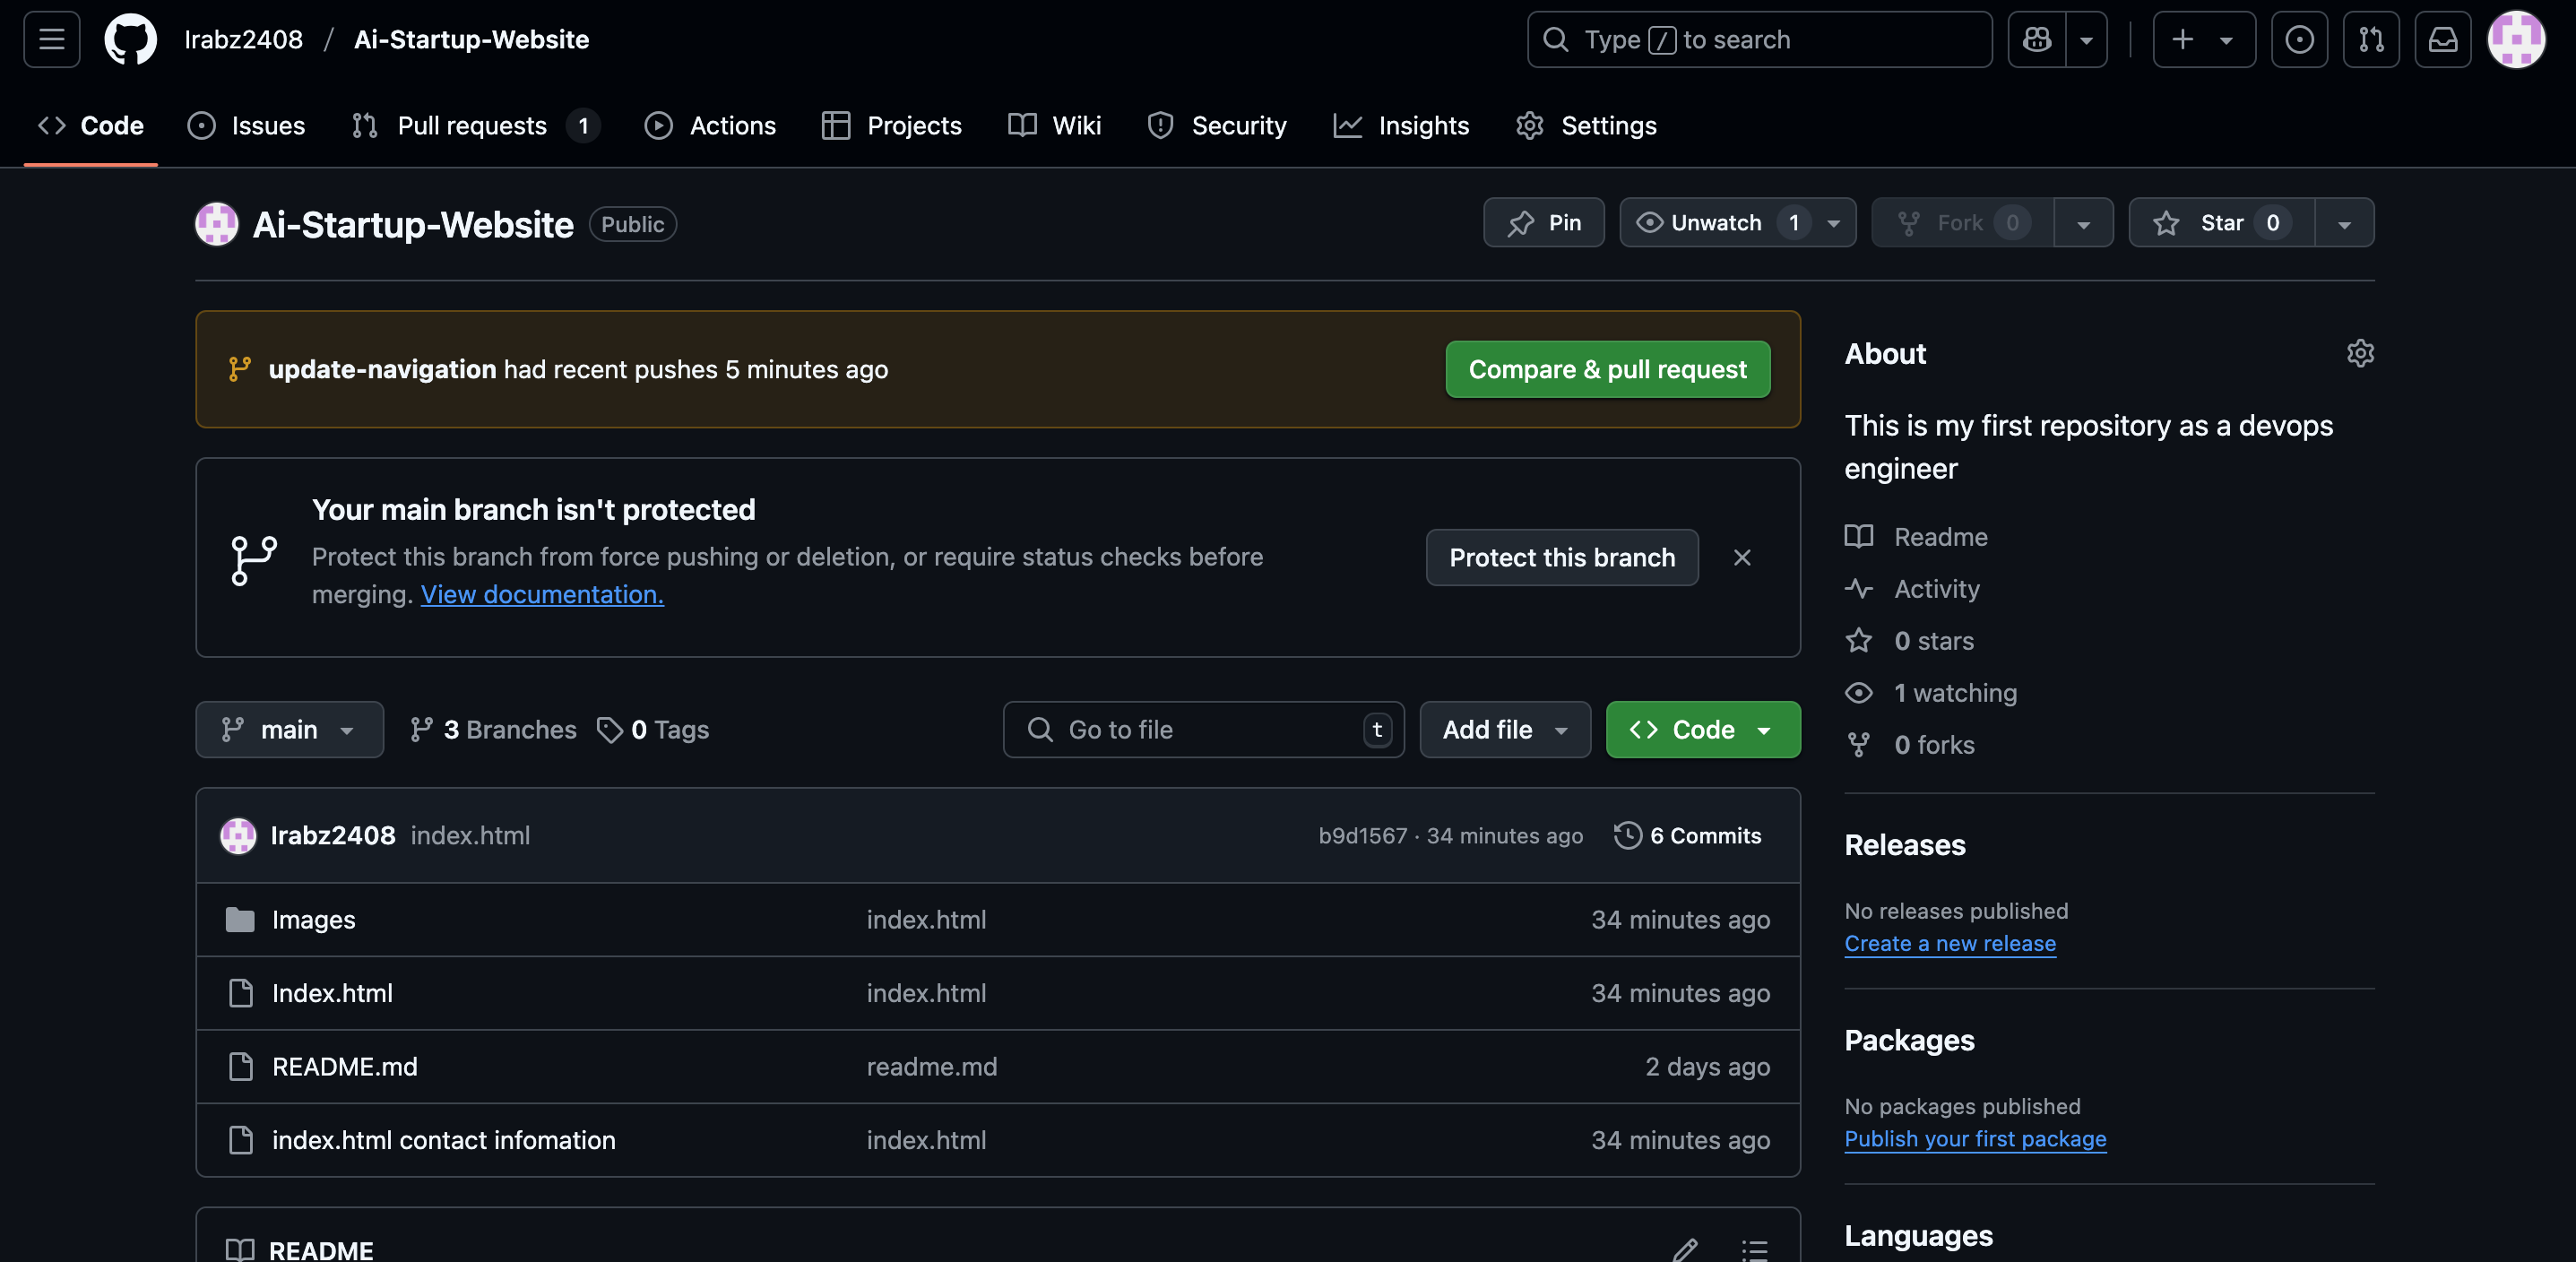 Irabz2408 / Ai-Startup-Website
Type / to search
Code
Issues
Pull requests 1
Actions
Projects
Wiki
Security
Insights
Settings
Ai-Startup-Website Public
Pin
Unwatch 1
Fork 0
Star 0
update-navigation had recent pushes 5 minutes ago
Compare & pull request
Your main branch isn't protected
Protect this branch from force pushing or deletion, or require status checks before
merging. View documentation.
Protect this branch
main
3 Branches
0 Tags
Go to file t
Add file
Code
Irabz2408 index.html
b9d1567 · 34 minutes ago
6 Commits
Images index.html 34 minutes ago
Index.html index.html 34 minutes ago
README.md readme.md 2 days ago
index.html contact infomation index.html 34 minutes ago
README
About
This is my first repository as a devops
engineer
Readme
Activity
0 stars
1 watching
0 forks
Releases
No releases published
Create a new release
Packages
No packages published
Publish your first package
Languages